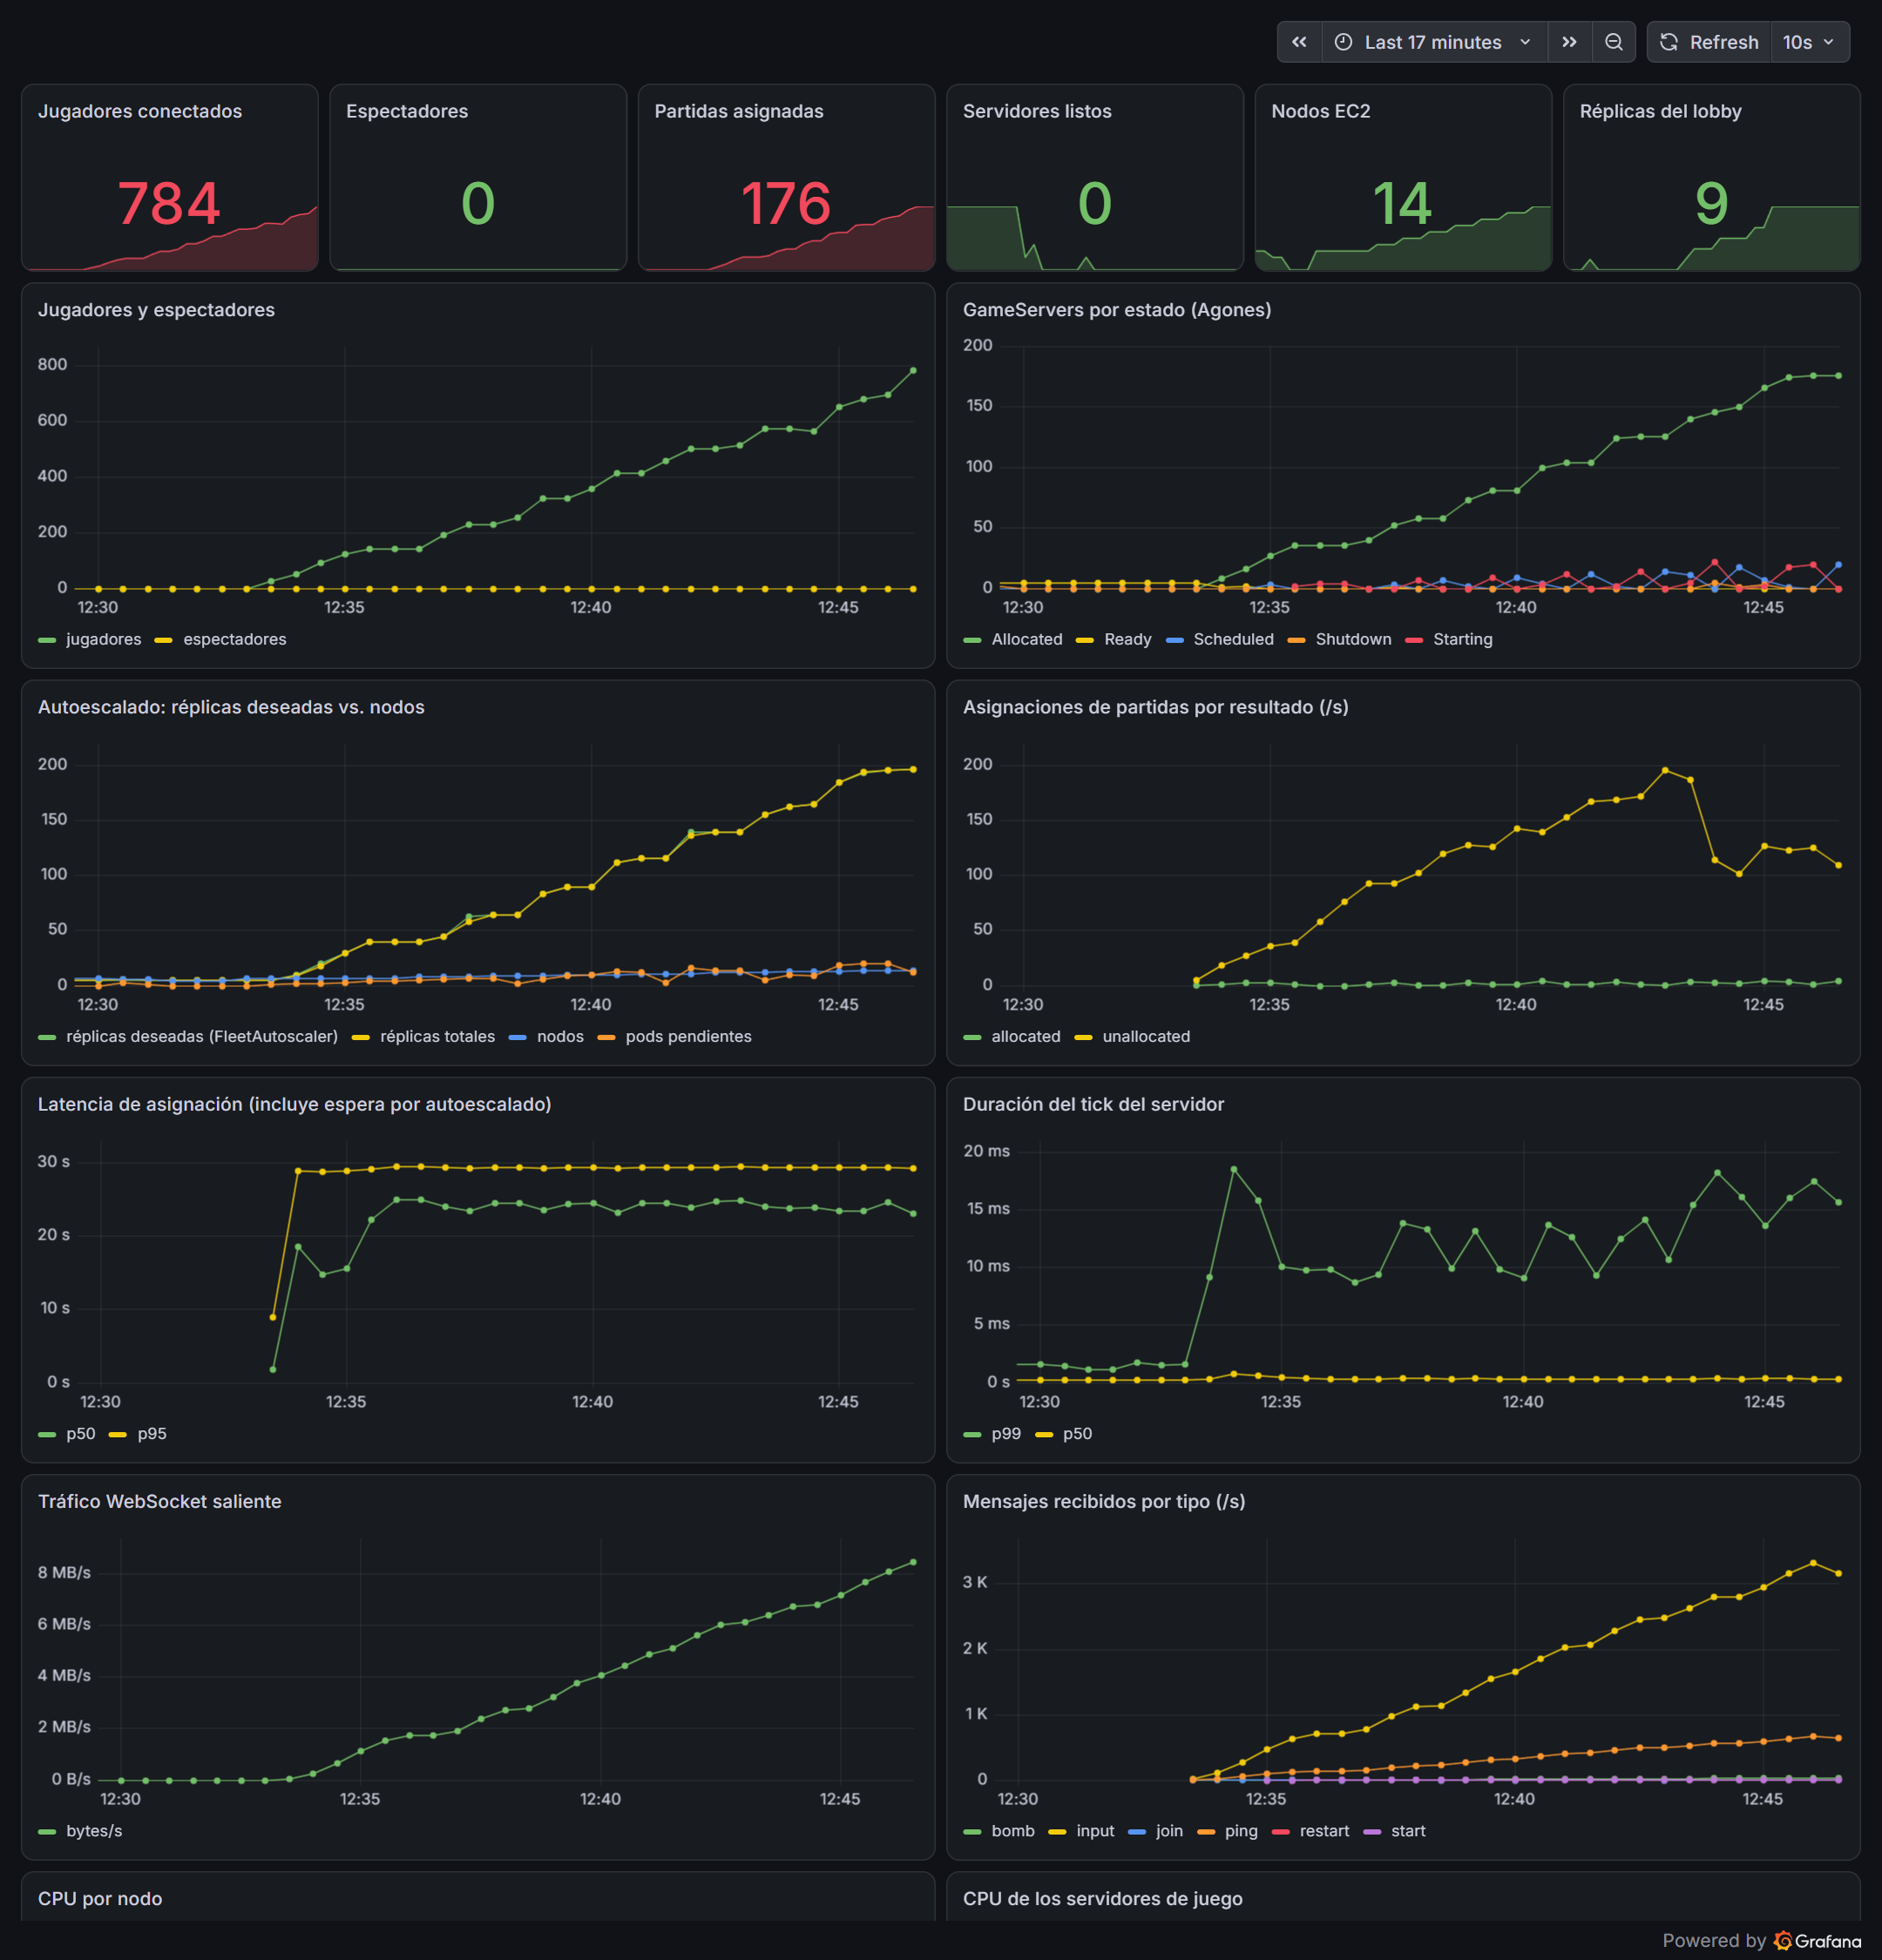 Last 17 minutes Refresh 10s
Jugadores conectados
784
Espectadores
0
Partidas asignadas
176
Servidores listos
0
Nodos EC2
14
Réplicas del lobby
9
Jugadores y espectadores
800
600
400
200
0
12:30 12:35 12:40 12:45
jugadores espectadores
GameServers por estado (Agones)
200
150
100
50
0
12:30 12:35 12:40 12:45
Allocated Ready Scheduled Shutdown Starting
Autoescalado: réplicas deseadas vs. nodos
200
150
100
50
0
12:30 12:35 12:40 12:45
réplicas deseadas (FleetAutoscaler) réplicas totales nodos pods pendientes
Asignaciones de partidas por resultado (/s)
200
150
100
50
0
12:30 12:35 12:40 12:45
allocated unallocated
Latencia de asignación (incluye espera por autoescalado)
30 s
20 s
10 s
0 s
12:30 12:35 12:40 12:45
p50 p95
Duración del tick del servidor
20 ms
15 ms
10 ms
5 ms
0 s
12:30 12:35 12:40 12:45
p99 p50
Tráfico WebSocket saliente
8 MB/s
6 MB/s
4 MB/s
2 MB/s
0 B/s
12:30 12:35 12:40 12:45
bytes/s
Mensajes recibidos por tipo (/s)
3 K
2 K
1 K
0
12:30 12:35 12:40 12:45
bomb input join ping restart start
CPU por nodo
CPU de los servidores de juego
Powered by Grafana